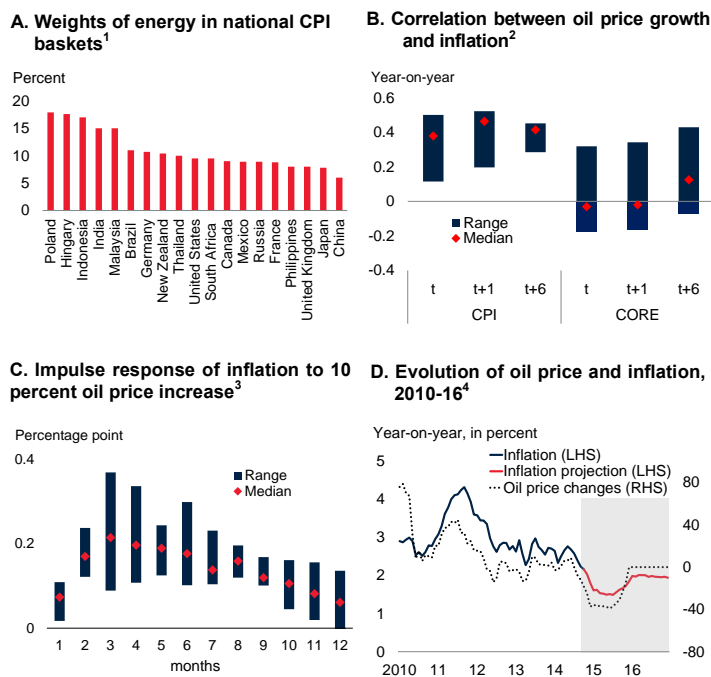 A. Weights of energy in national CPI
baskets¹
Percent
20
15
10
5
0
Poland
Hingary
Indonesia
India
Malaysia
Brazil
Germany
New Zealand
Thailand
United States
South Africa
Canada
Mexico
Russia
France
Philippines
United Kingdom
Japan
China
B. Correlation between oil price growth
and inflation²
Year-on-year
0.6
0.4
0.2
0
-0.2
-0.4
Range
Median
t t+1 t+6 t t+1 t+6
CPI CORE
C. Impulse response of inflation to 10
percent oil price increase³
Percentage point
0.4
0.2
0
Range
Median
1 2 3 4 5 6 7 8 9 10 11 12
months
D. Evolution of oil price and inflation,
2010-16⁴
Year-on-year, in percent
Inflation (LHS)
Inflation projection (LHS)
Oil price changes (RHS)
5
4
3
2
1
0
80
40
0
-40
-80
2010 11 12 13 14 15 16